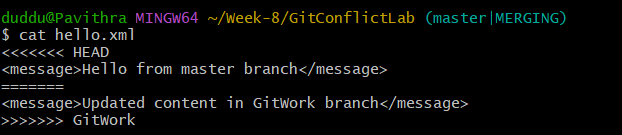 duddu@Pavithra MINGW64 ~/Week-8/GitConflictLab (master|MERGING)
$ cat hello.xml
<<<<<<< HEAD
<message>Hello from master branch</message>
=======
<message>Updated content in GitWork branch</message>
>>>>>>> GitWork